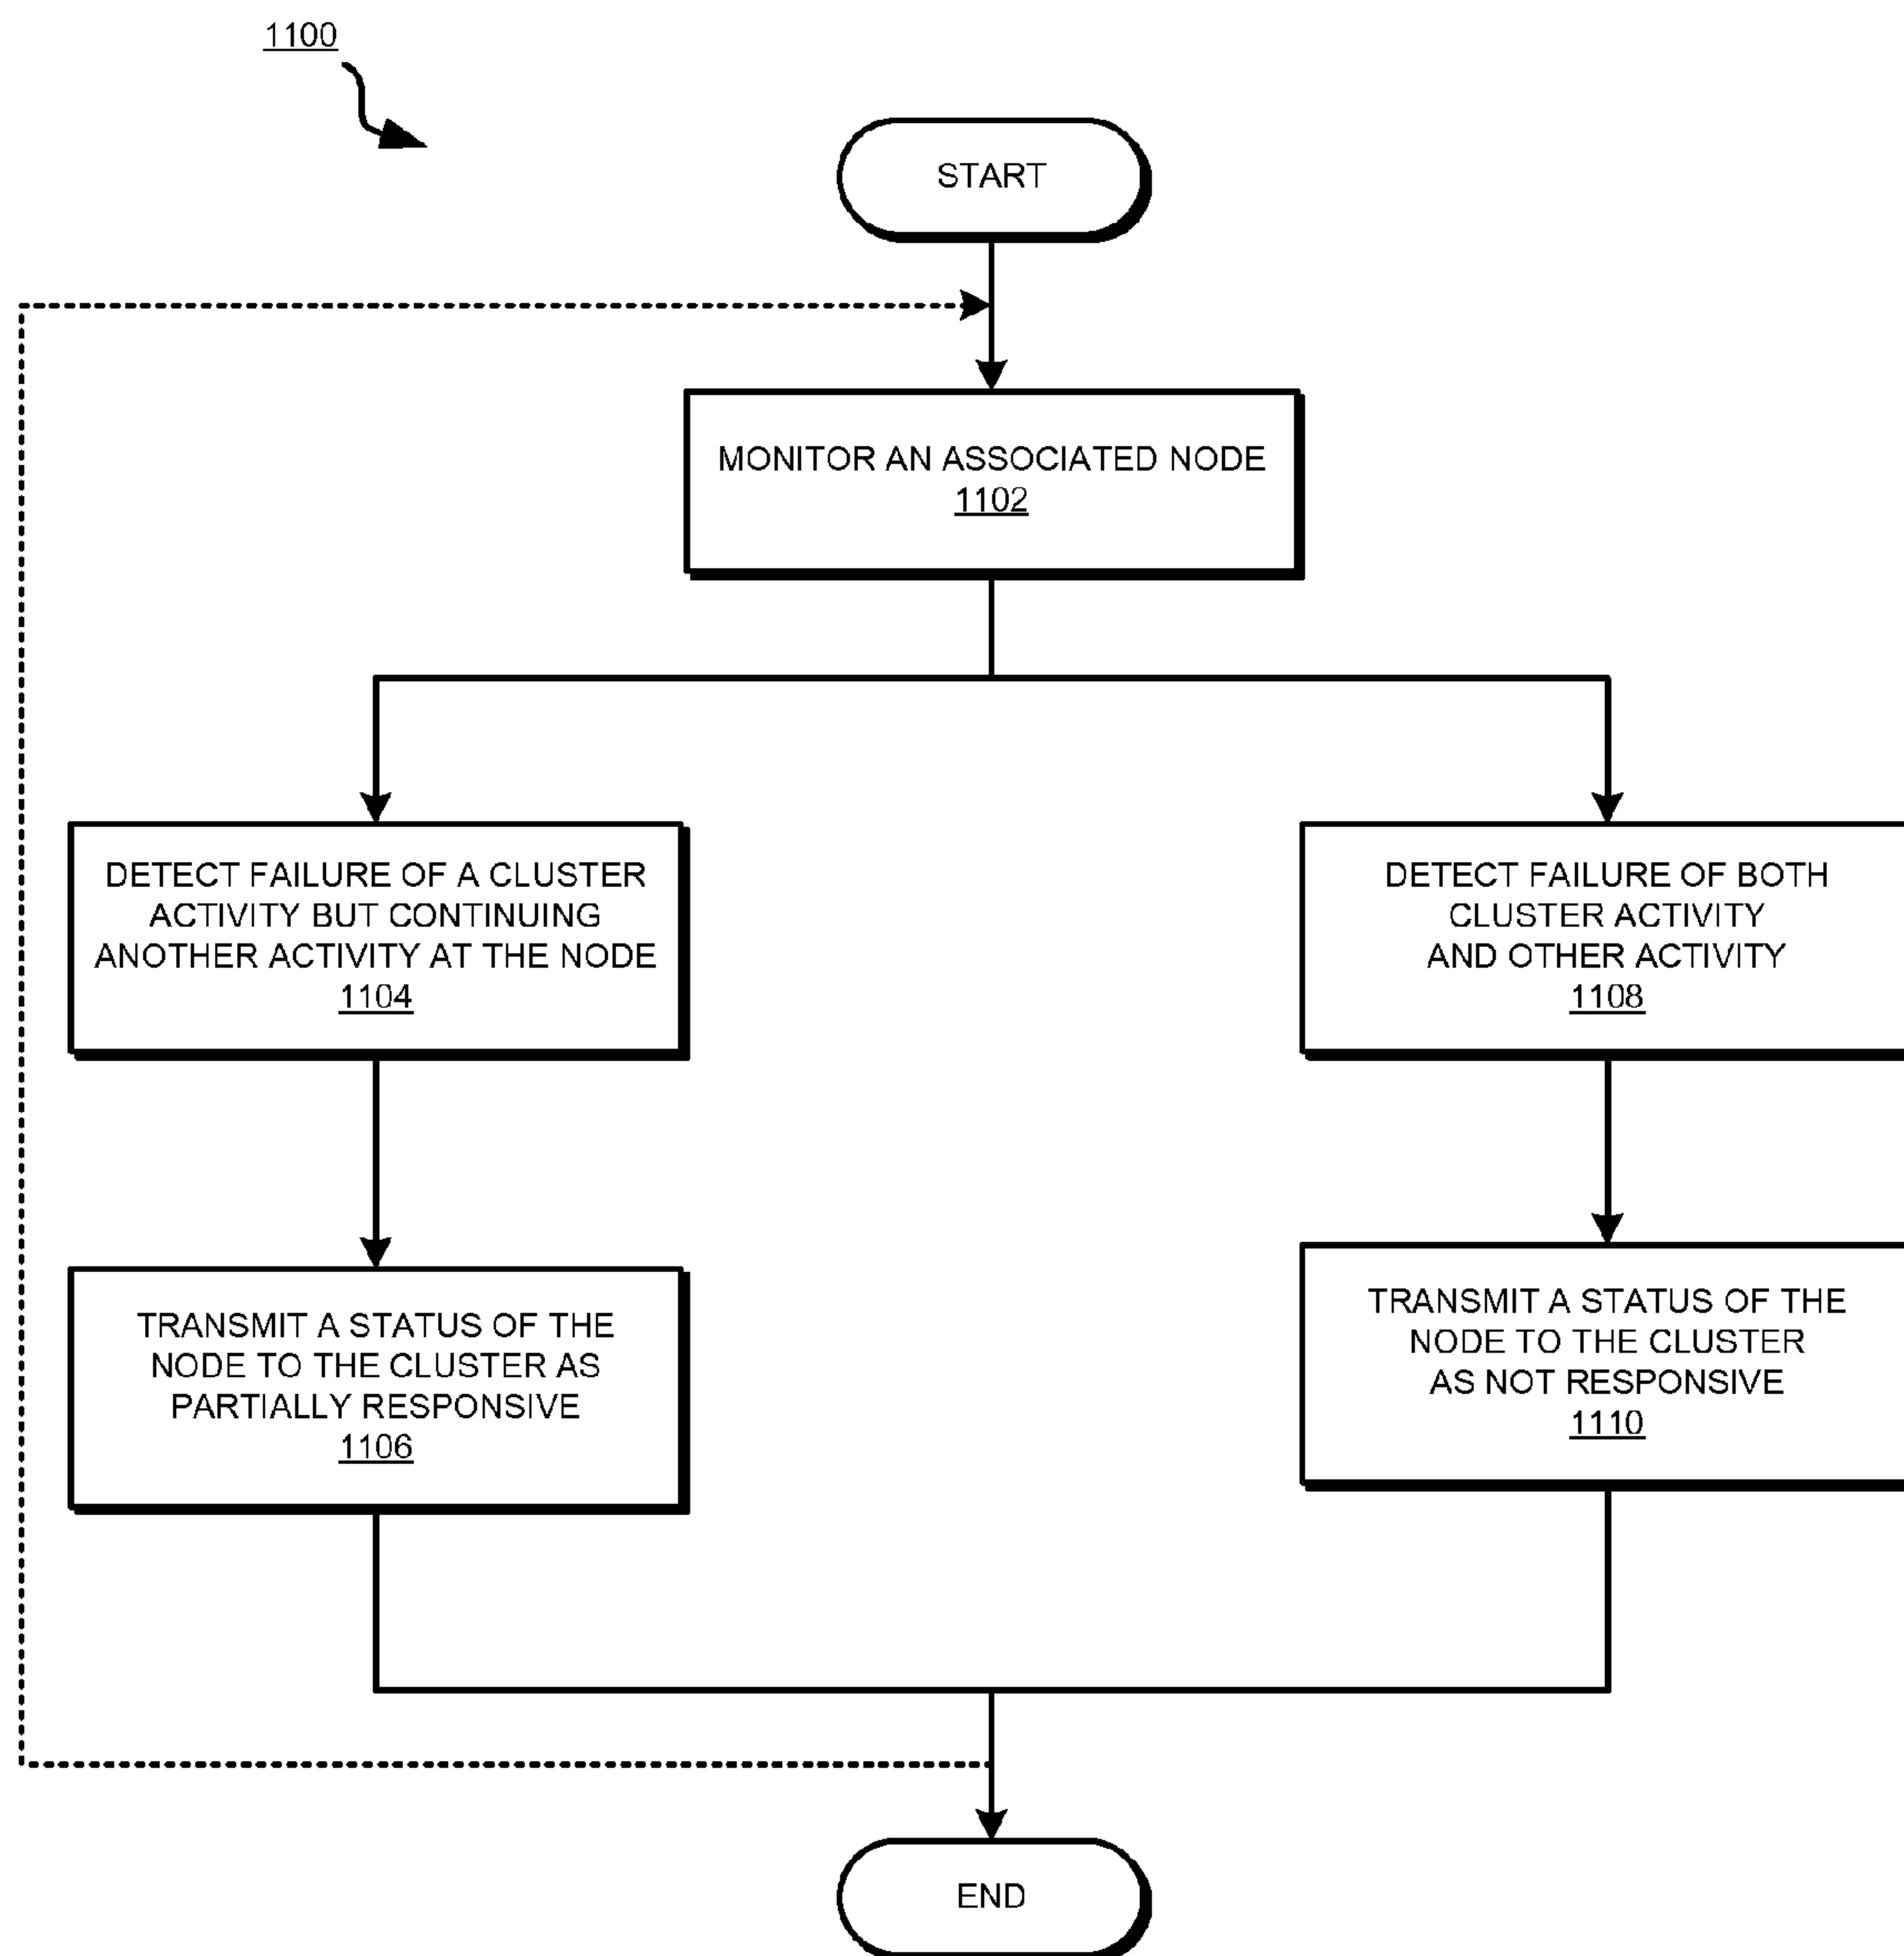 1100
START
MONITOR AN ASSOCIATED NODE
1102
DETECT FAILURE OF A CLUSTER
ACTIVITY BUT CONTINUING
ANOTHER ACTIVITY AT THE NODE
1104
DETECT FAILURE OF BOTH
CLUSTER ACTIVITY
AND OTHER ACTIVITY
1108
TRANSMIT A STATUS OF THE
NODE TO THE CLUSTER AS
PARTIALLY RESPONSIVE
1106
TRANSMIT A STATUS OF THE
NODE TO THE CLUSTER
AS NOT RESPONSIVE
1110
END